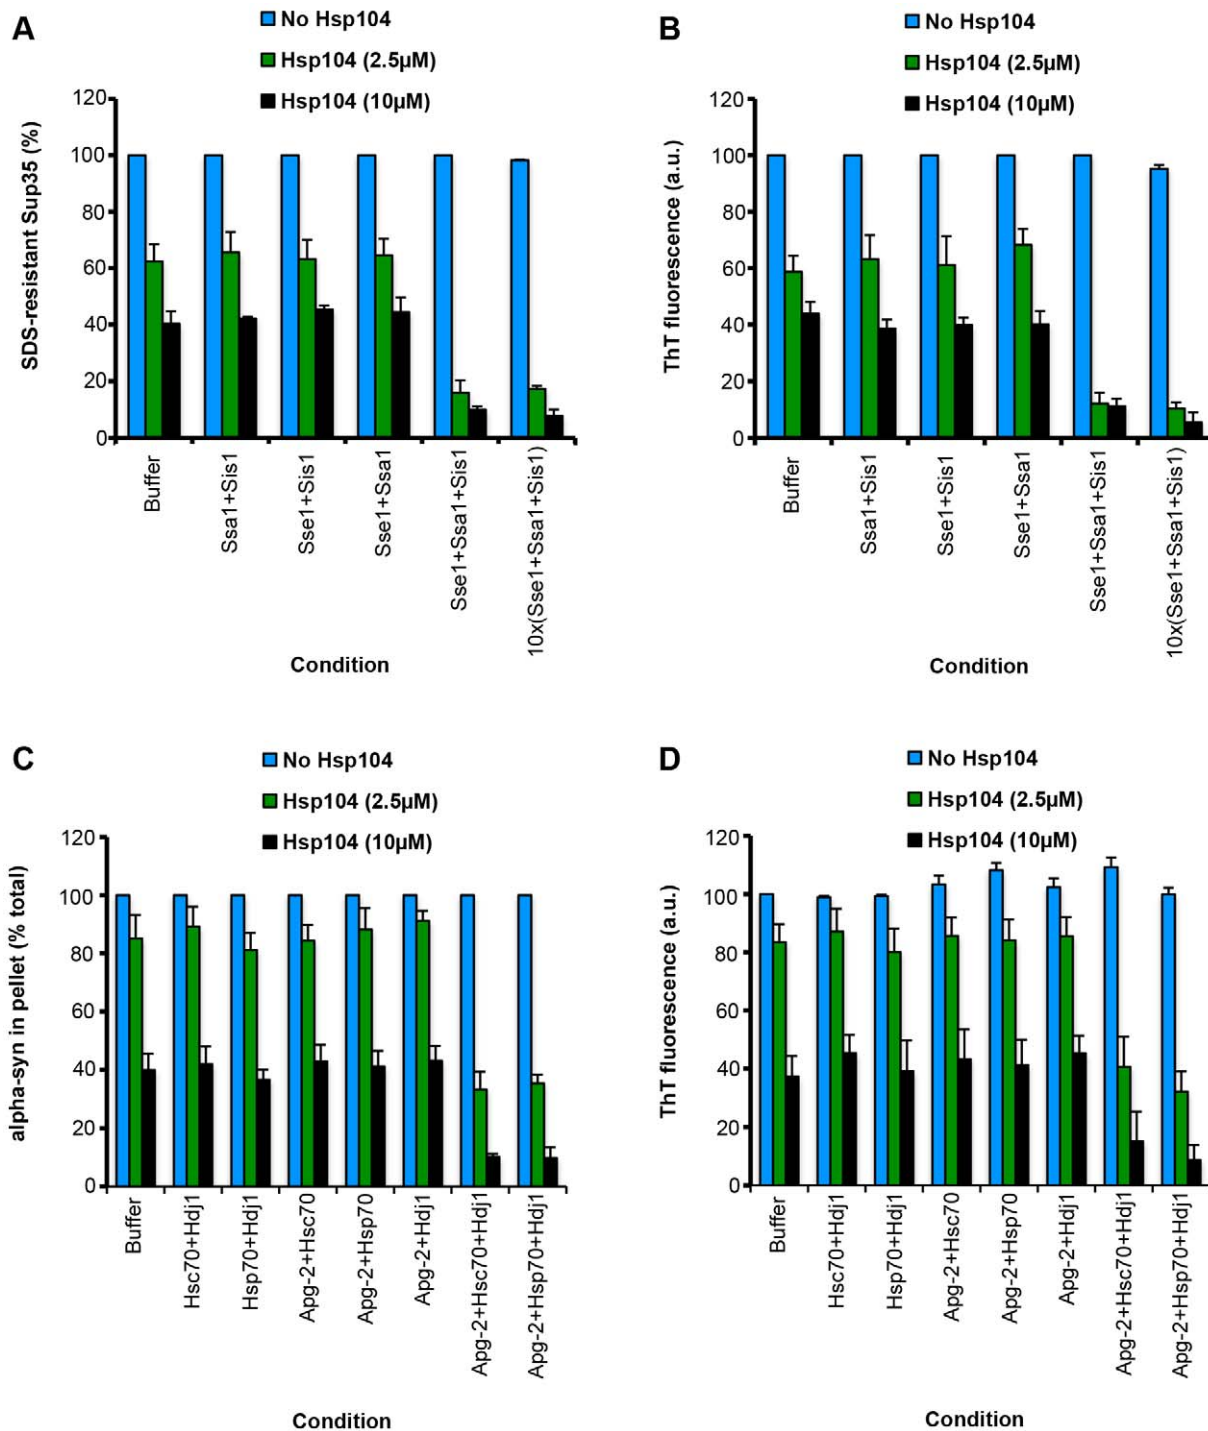 A
No Hsp104
Hsp104 (2.5µM)
Hsp104 (10µM)
SDS-resistant Sup35 (%)
120
100
80
60
40
20
0
Buffer
Ssa1+Sis1
Sse1+Sis1
Sse1+Ssa1
Sse1+Ssa1+Sis1
10x(Sse1+Ssa1+Sis1)
Condition
B
No Hsp104
Hsp104 (2.5µM)
Hsp104 (10µM)
ThT fluorescence (a.u.)
120
100
80
60
40
20
0
Buffer
Ssa1+Sis1
Sse1+Sis1
Sse1+Ssa1
Sse1+Ssa1+Sis1
10x(Sse1+Ssa1+Sis1)
Condition
C
No Hsp104
Hsp104 (2.5µM)
Hsp104 (10µM)
alpha-syn in pellet (% total)
120
100
80
60
40
20
0
Buffer
Hsc70+Hdj1
Hsp70+Hdj1
Apg-2+Hsc70
Apg-2+Hsp70
Apg-2+Hdj1
Apg-2+Hsc70+Hdj1
Apg-2+Hsp70+Hdj1
Condition
D
No Hsp104
Hsp104 (2.5µM)
Hsp104 (10µM)
ThT fluorescence (a.u.)
120
100
80
60
40
20
0
Buffer
Hsc70+Hdj1
Hsp70+Hdj1
Apg-2+Hsc70
Apg-2+Hsp70
Apg-2+Hdj1
Apg-2+Hsc70+Hdj1
Apg-2+Hsp70+Hdj1
Condition